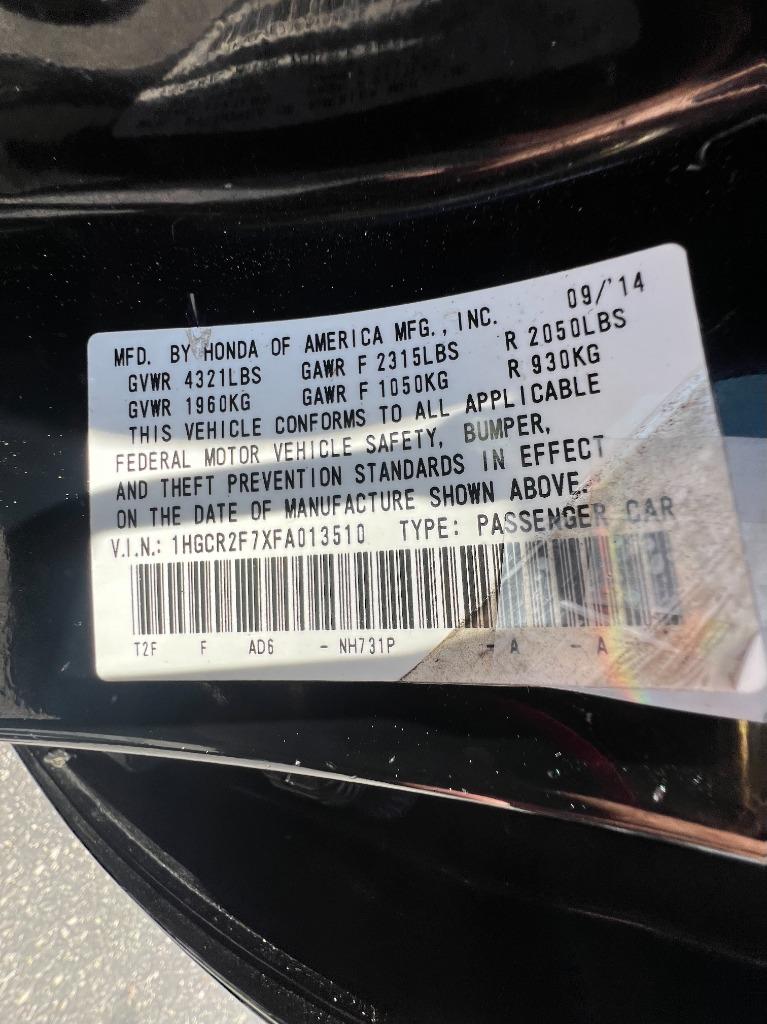 MFD. BY HONDA OF AMERICA MFG., INC. 09/'14
GVWR 4321LBS GAWR F 2315LBS R 2050LBS
GVWR 1960KG GAWR F 1050KG R 930KG
THIS VEHICLE CONFORMS TO ALL APPLICABLE
FEDERAL MOTOR VEHICLE SAFETY, BUMPER,
AND THEFT PREVENTION STANDARDS IN EFFECT
ON THE DATE OF MANUFACTURE SHOWN ABOVE.
V.I.N.: 1HGCR2F7XFA013510 TYPE: PASSENGER CAR
T2F F AD6 - NH731P - A - A